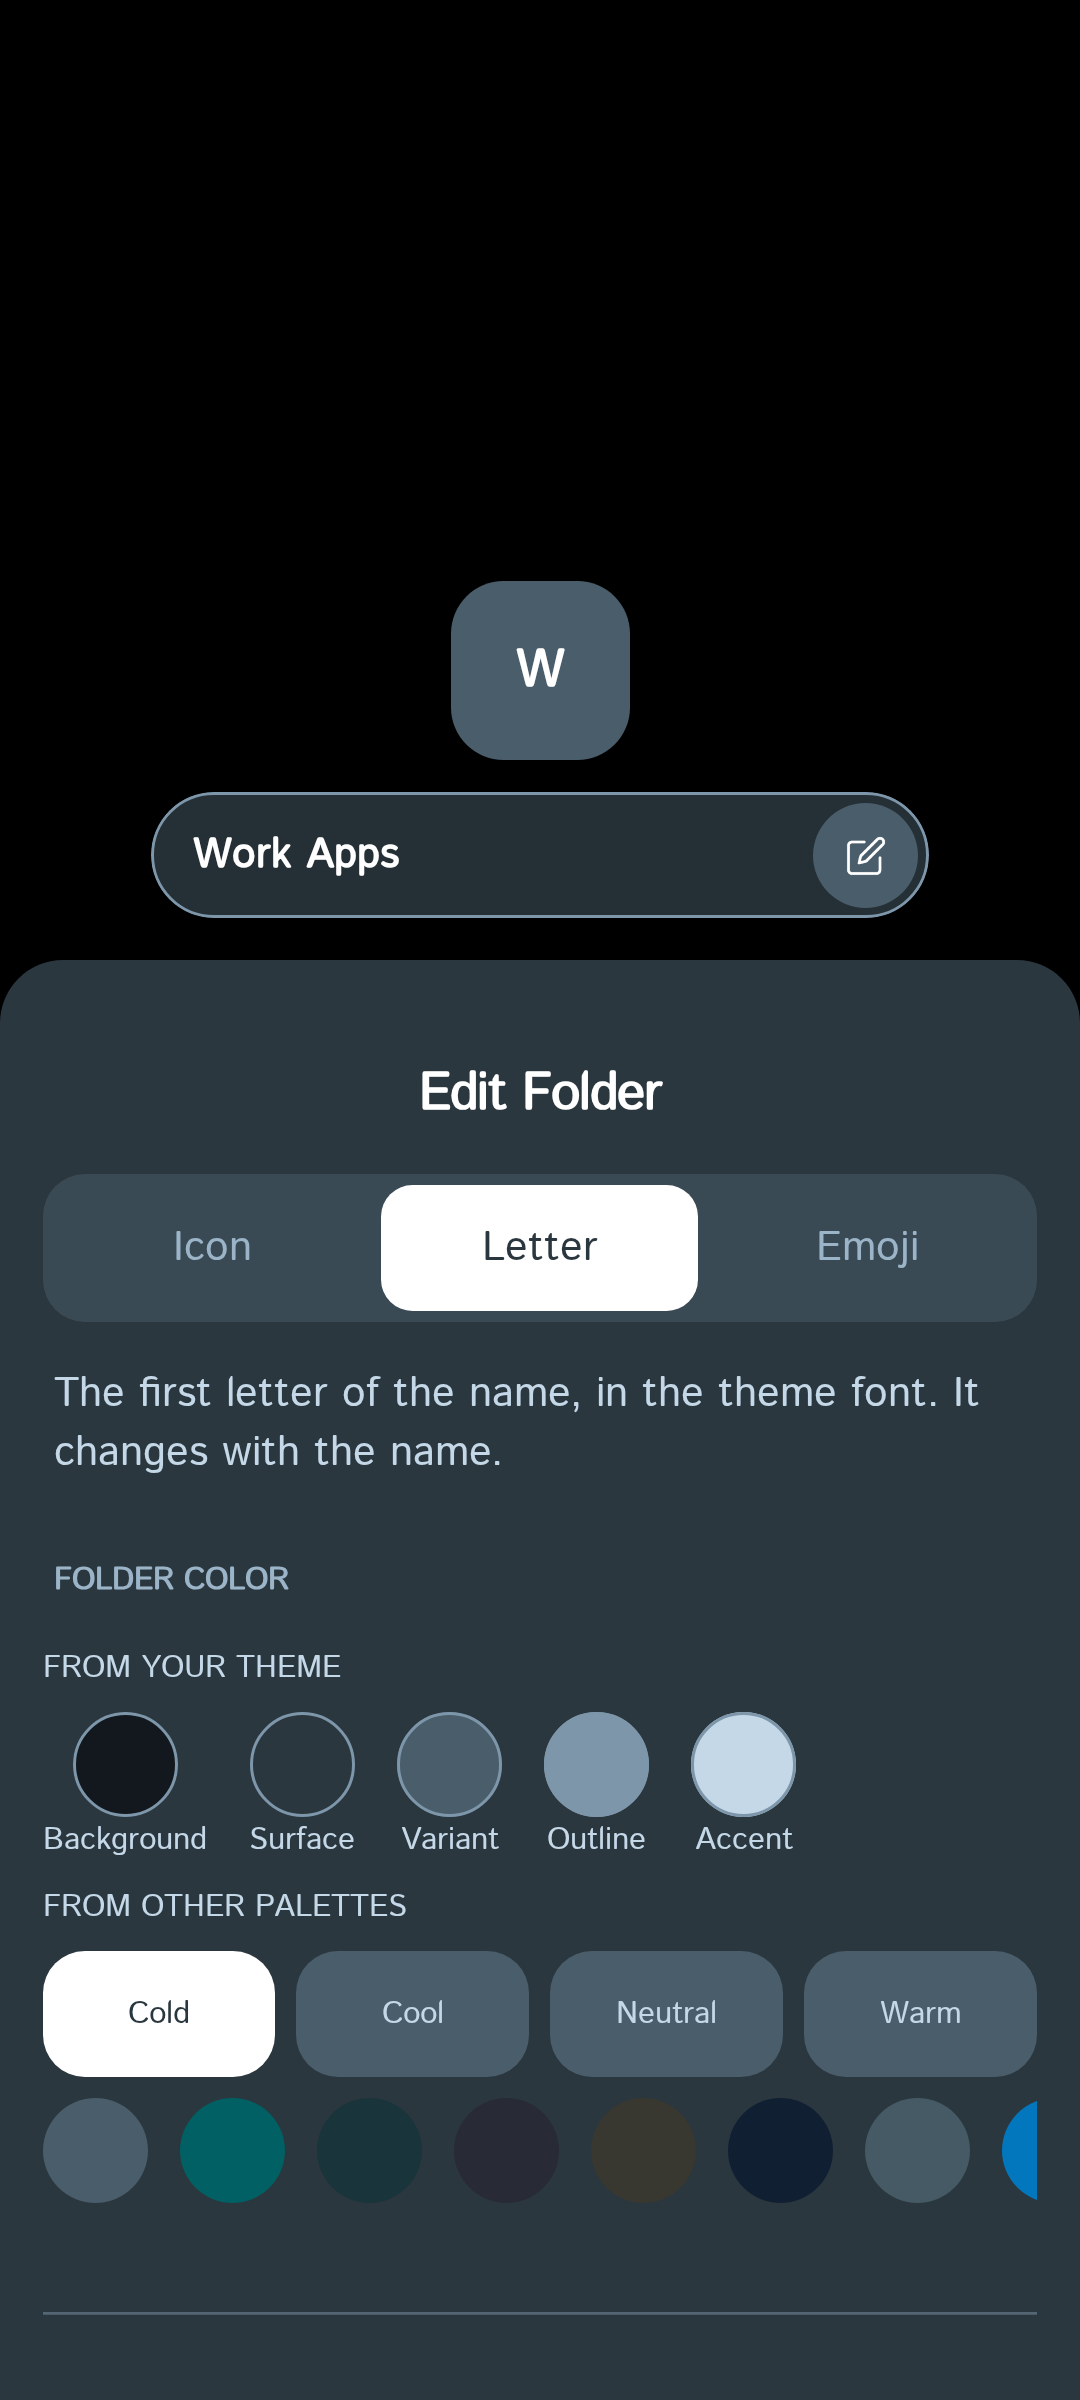 W
Work Apps
Edit Folder
Icon
Letter
Emoji
The first letter of the name, in the theme font. It
changes with the name.
FOLDER COLOR
FROM YOUR THEME
Background
Surface
Variant
Outline
Accent
FROM OTHER PALETTES
Cold
Cool
Neutral
Warm